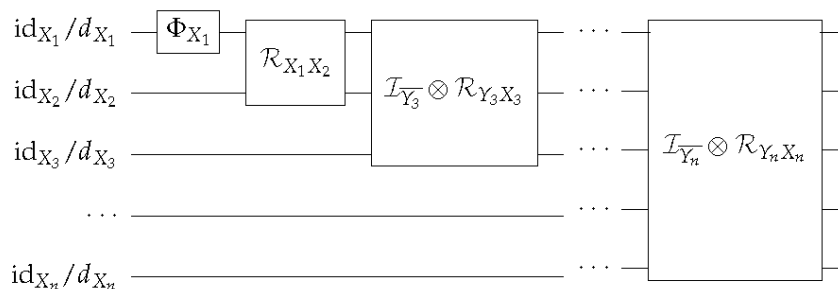 id_{X_1}/d_{X_1} Φ_{X_1} ⋯
id_{X_2}/d_{X_2} ℛ_{X_1X_2} ℐ_{\overline{Y_3}} ⊗ ℛ_{Y_3X_3} ⋯
id_{X_3}/d_{X_3} ⋯ ℐ_{\overline{Y_n}} ⊗ ℛ_{Y_nX_n}
⋯ ⋯
id_{X_n}/d_{X_n} ⋯